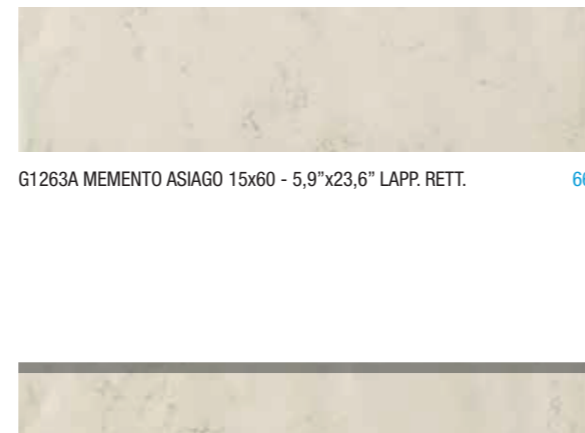 G1263A MEMENTO ASIAGO 15x60 - 5,9”x23,6” LAPP. RETT.